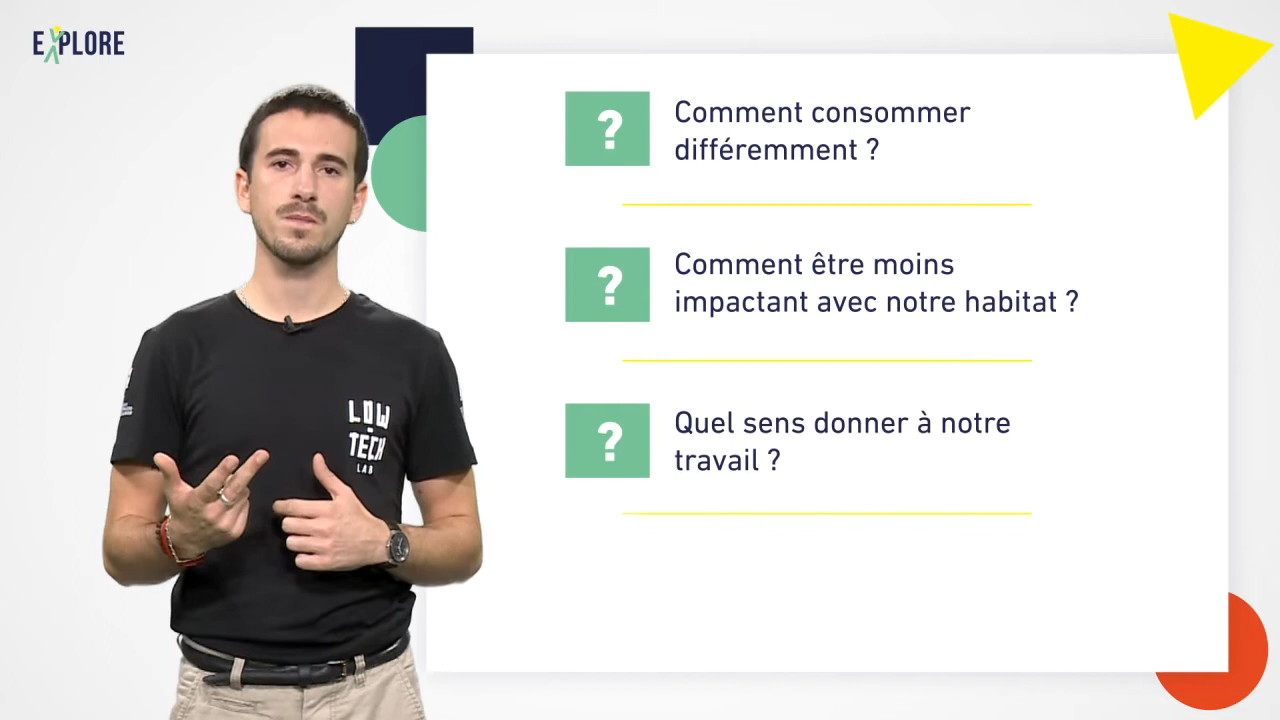 EXPLORE
?
Comment consommer
différemment ?
?
Comment être moins
impactant avec notre habitat ?
?
Quel sens donner à notre
travail ?
LOW
-
TECH
LAB